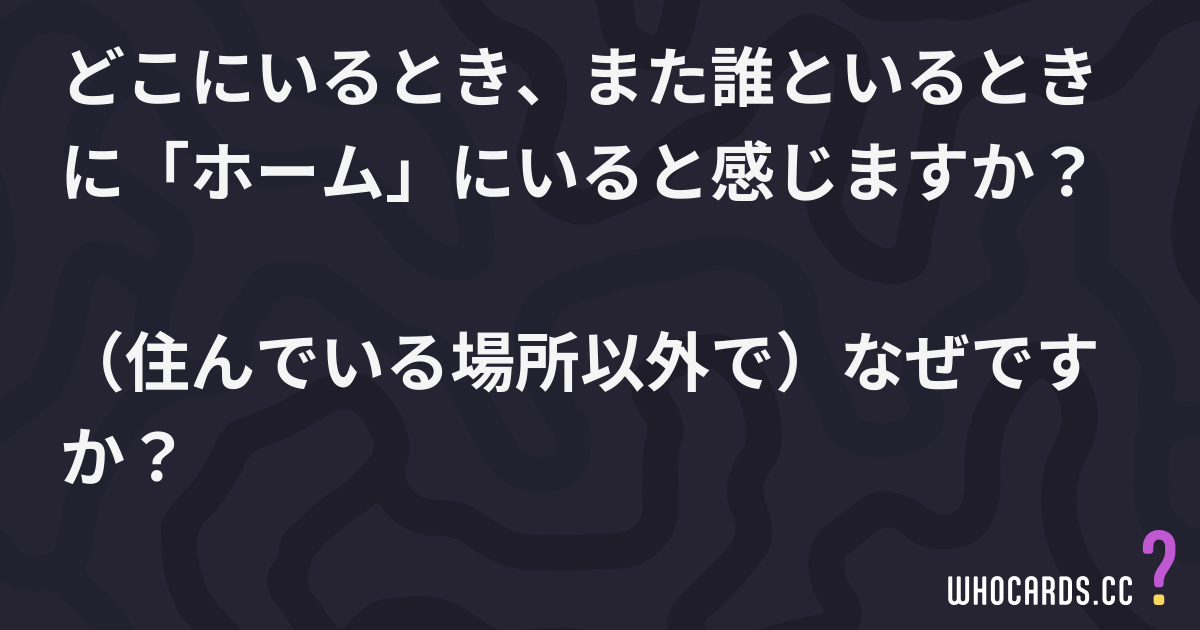 どこにいるとき、また誰といるとき
に「ホーム」にいると感じますか？
（住んでいる場所以外で）なぜです
か？
WHOCARDS.CC ?